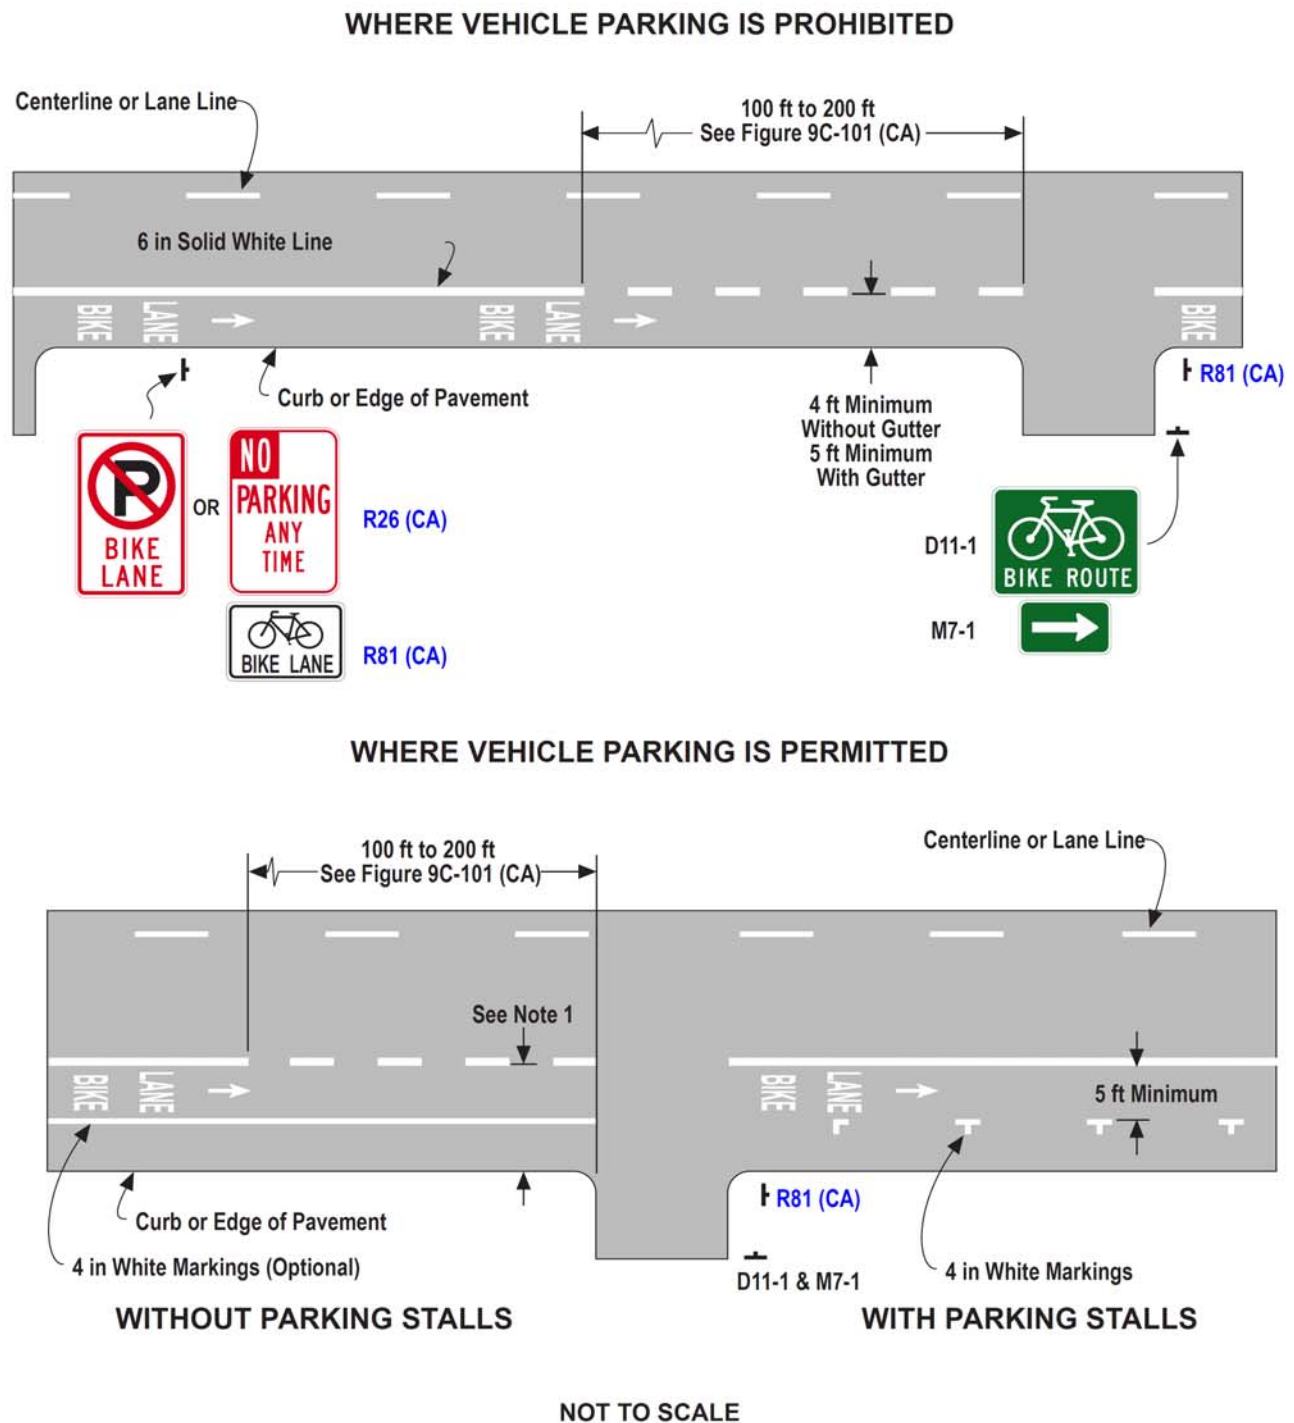 WHERE VEHICLE PARKING IS PROHIBITED
Centerline or Lane Line
100 ft to 200 ft
See Figure 9C-101 (CA)
6 in Solid White Line
BIKE LANE
BIKE LANE
BIKE
R81 (CA)
Curb or Edge of Pavement
4 ft Minimum
Without Gutter
5 ft Minimum
With Gutter
P
BIKE
LANE
OR
NO
PARKING
ANY
TIME
R26 (CA)
BIKE LANE
R81 (CA)
D11-1
BIKE ROUTE
M7-1
WHERE VEHICLE PARKING IS PERMITTED
100 ft to 200 ft
See Figure 9C-101 (CA)
Centerline or Lane Line
See Note 1
BIKE LANE
BIKE LANE
5 ft Minimum
R81 (CA)
Curb or Edge of Pavement
4 in White Markings (Optional)
D11-1 & M7-1
4 in White Markings
WITHOUT PARKING STALLS
WITH PARKING STALLS
NOT TO SCALE